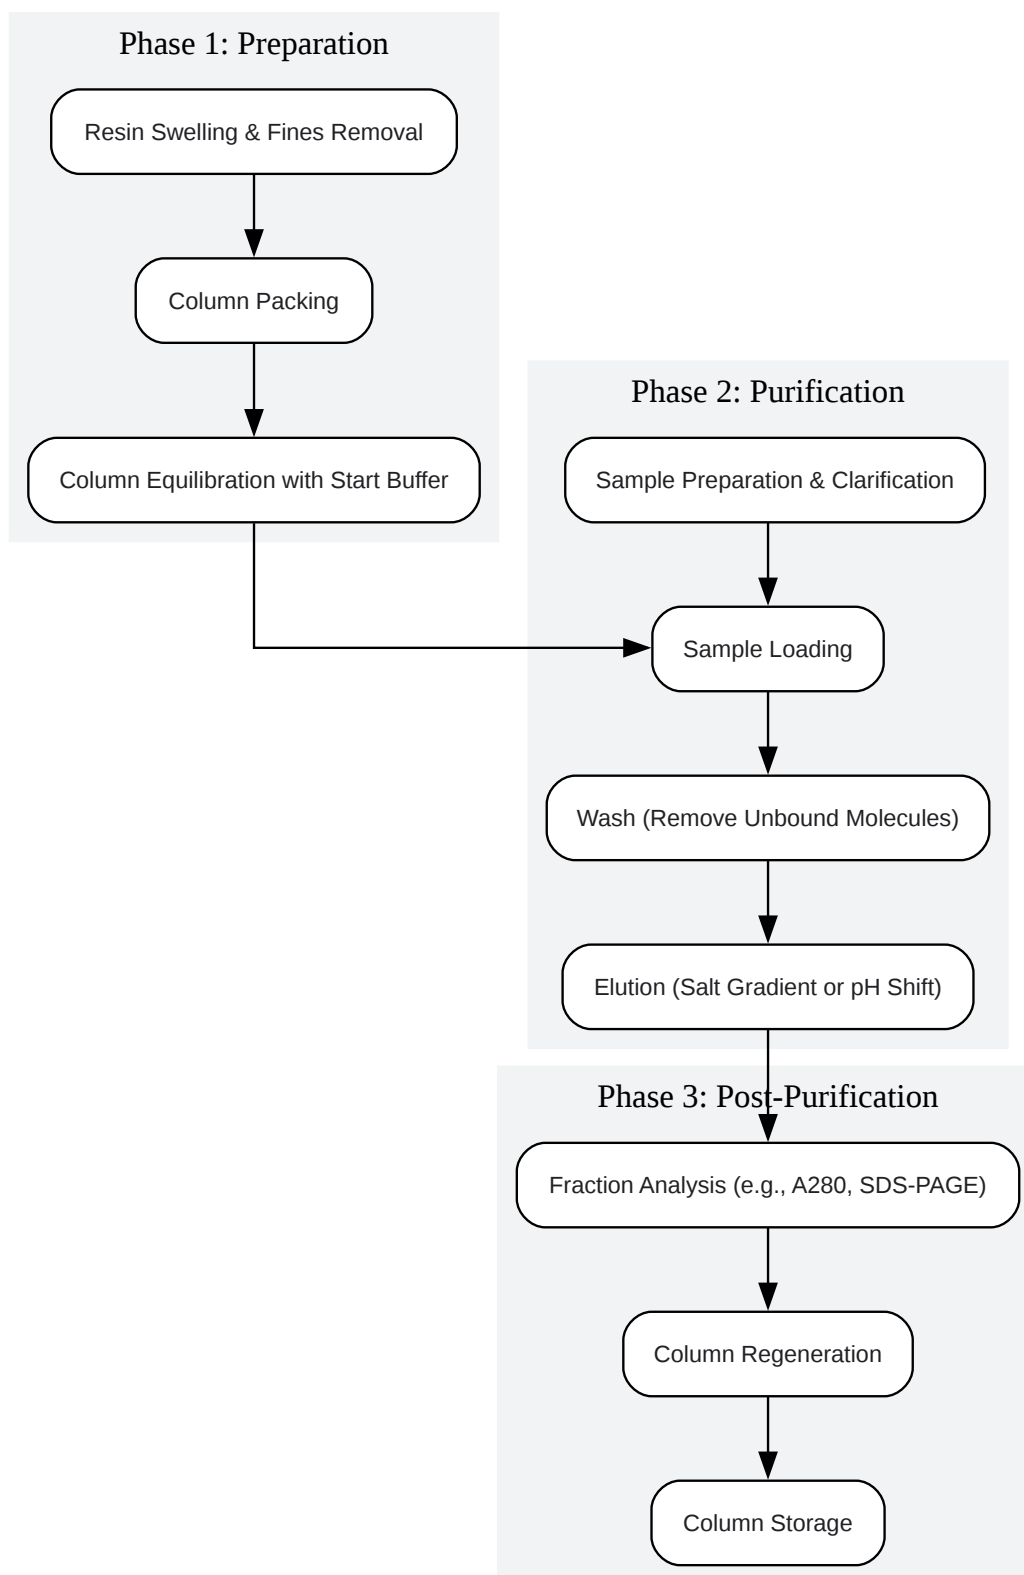 Phase 1: Preparation
Resin Swelling & Fines Removal
Column Packing
Column Equilibration with Start Buffer
Phase 2: Purification
Sample Preparation & Clarification
Sample Loading
Wash (Remove Unbound Molecules)
Elution (Salt Gradient or pH Shift)
Phase 3: Post-Purification
Fraction Analysis (e.g., A280, SDS-PAGE)
Column Regeneration
Column Storage